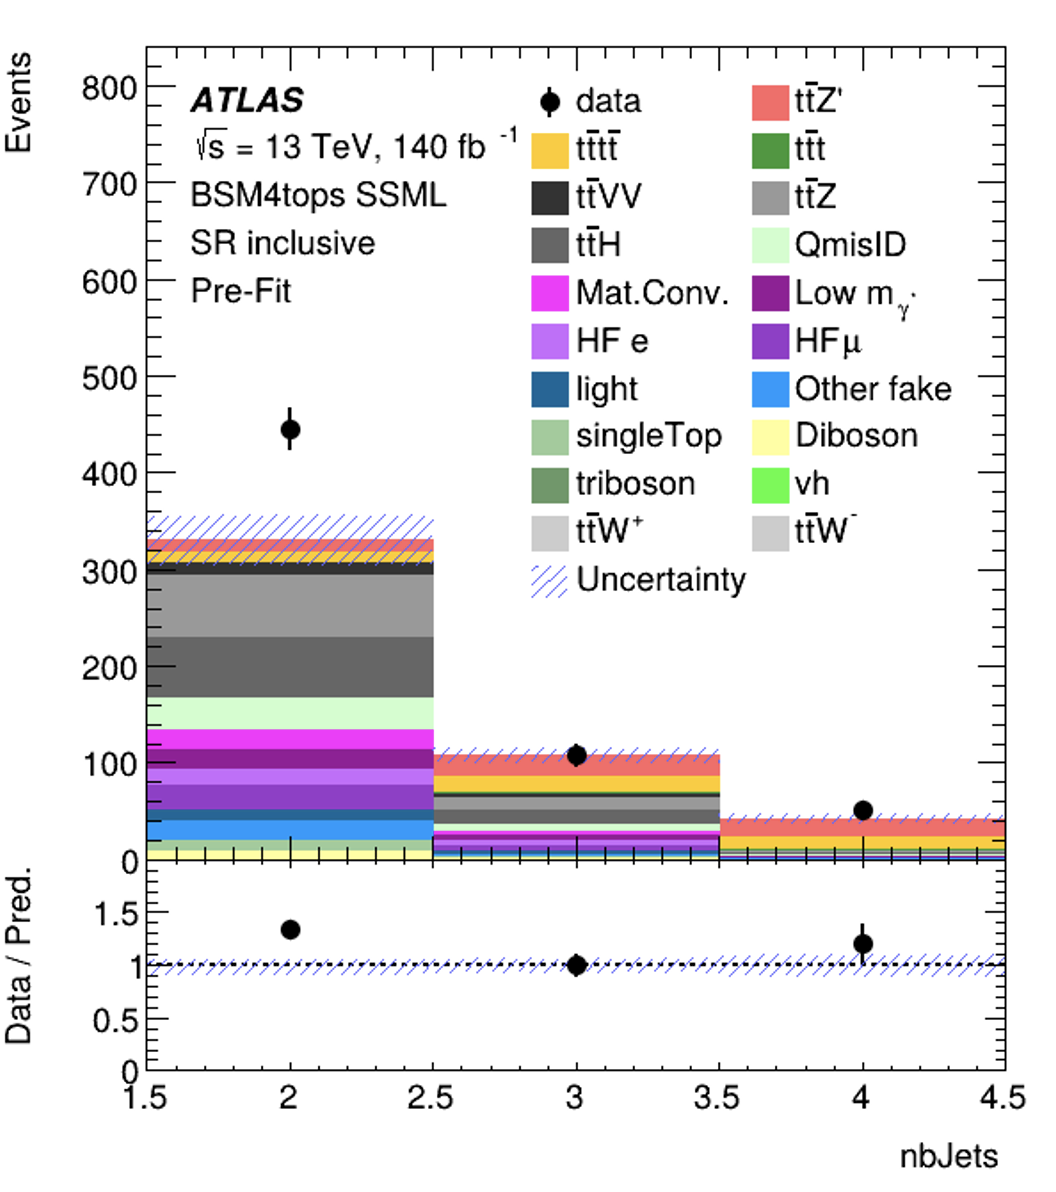 Events
800
700
600
500
400
300
200
100
0
ATLAS
√s = 13 TeV, 140 fb⁻¹
BSM4tops SSML
SR inclusive
Pre-Fit
data
tt̄Z'
tt̄tt̄
tt̄t
tt̄VV
tt̄Z
tt̄H
QmisID
Mat.Conv.
Low m_γ*
HF e
HFμ
light
Other fake
singleTop
Diboson
triboson
vh
tt̄W⁺
tt̄W⁻
Uncertainty
Data / Pred.
1.5
1
0.5
0
1.5 2 2.5 3 3.5 4 4.5
nbJets